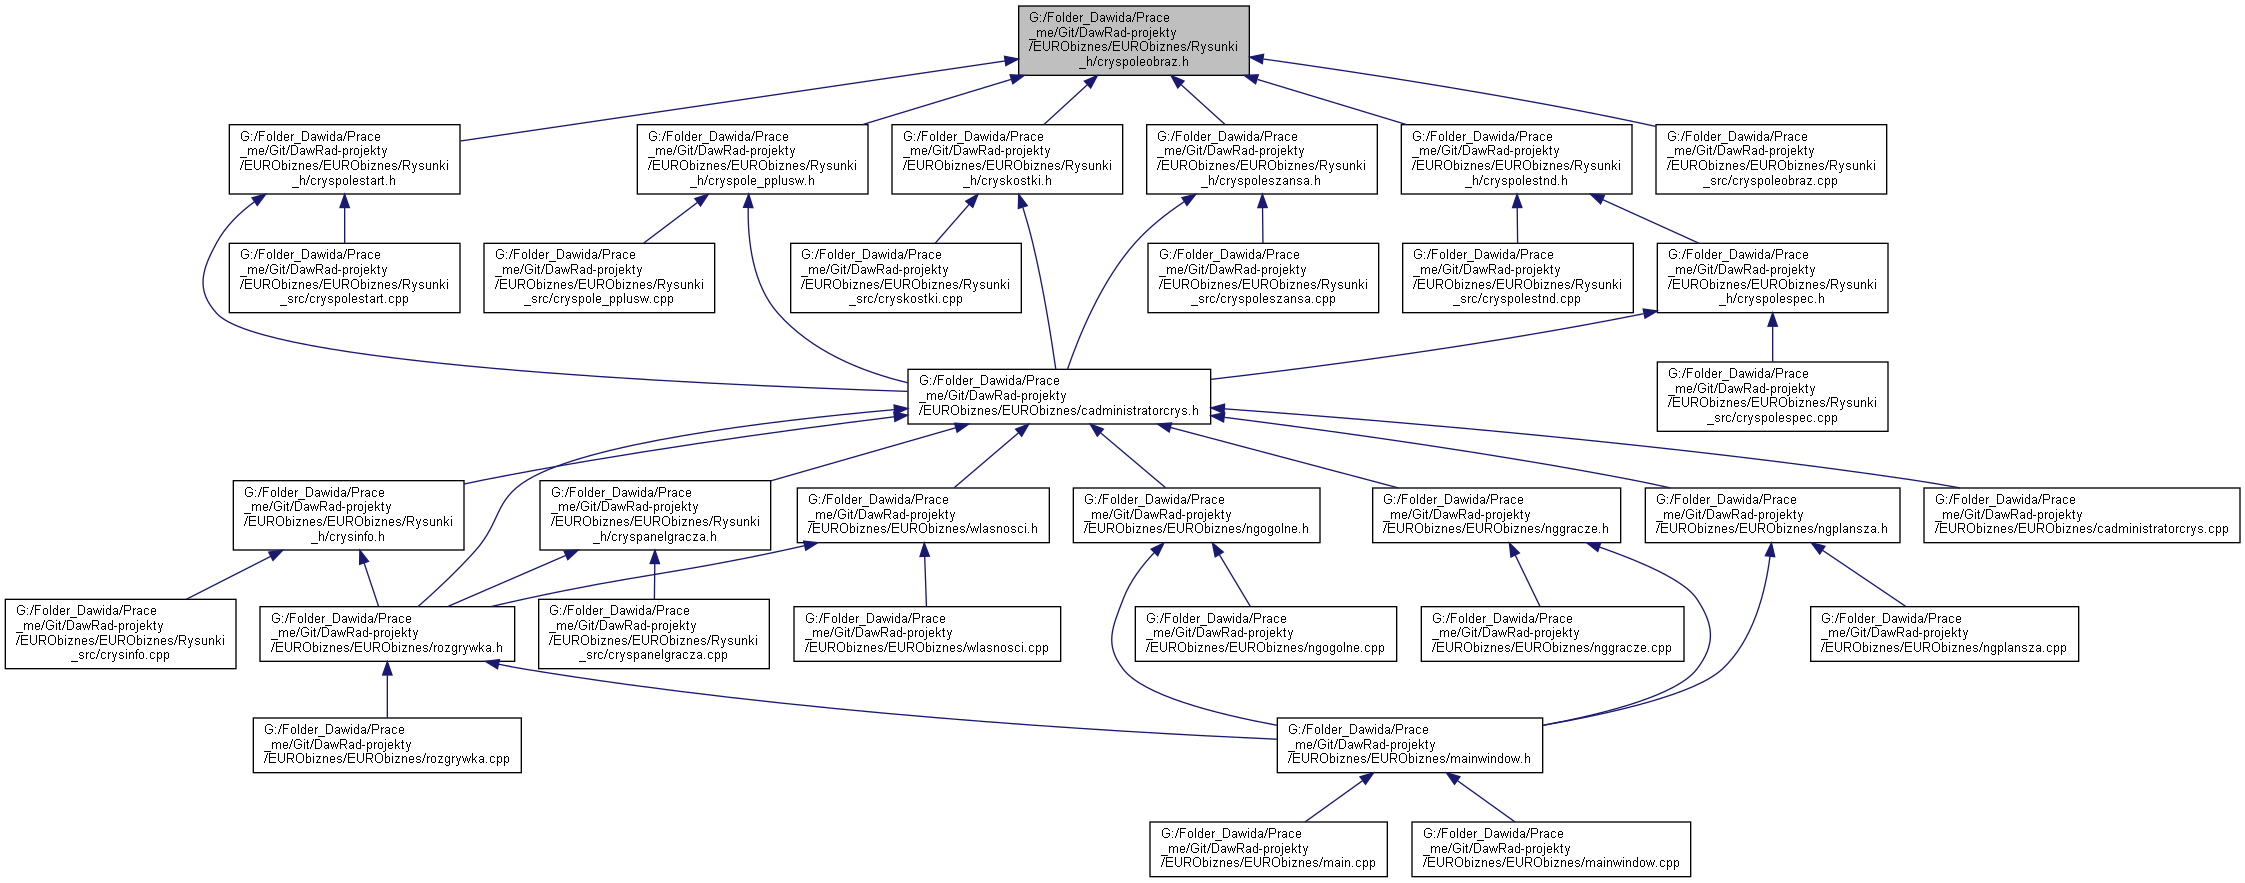 G:/Folder_Dawida/Prace
_me/Git/DawRad-projekty
/EURObiznes/EURObiznes/Rysunki
_h/cryspoleobraz.h
G:/Folder_Dawida/Prace
_me/Git/DawRad-projekty
/EURObiznes/EURObiznes/Rysunki
_h/cryspolestart.h
G:/Folder_Dawida/Prace
_me/Git/DawRad-projekty
/EURObiznes/EURObiznes/Rysunki
_h/cryspole_pplusw.h
G:/Folder_Dawida/Prace
_me/Git/DawRad-projekty
/EURObiznes/EURObiznes/Rysunki
_h/cryskostki.h
G:/Folder_Dawida/Prace
_me/Git/DawRad-projekty
/EURObiznes/EURObiznes/Rysunki
_h/cryspoleszansa.h
G:/Folder_Dawida/Prace
_me/Git/DawRad-projekty
/EURObiznes/EURObiznes/Rysunki
_h/cryspolestnd.h
G:/Folder_Dawida/Prace
_me/Git/DawRad-projekty
/EURObiznes/EURObiznes/Rysunki
_src/cryspoleobraz.cpp
G:/Folder_Dawida/Prace
_me/Git/DawRad-projekty
/EURObiznes/EURObiznes/Rysunki
_src/cryspolestart.cpp
G:/Folder_Dawida/Prace
_me/Git/DawRad-projekty
/EURObiznes/EURObiznes/Rysunki
_src/cryspole_pplusw.cpp
G:/Folder_Dawida/Prace
_me/Git/DawRad-projekty
/EURObiznes/EURObiznes/Rysunki
_src/cryskostki.cpp
G:/Folder_Dawida/Prace
_me/Git/DawRad-projekty
/EURObiznes/EURObiznes/Rysunki
_src/cryspoleszansa.cpp
G:/Folder_Dawida/Prace
_me/Git/DawRad-projekty
/EURObiznes/EURObiznes/Rysunki
_src/cryspolestnd.cpp
G:/Folder_Dawida/Prace
_me/Git/DawRad-projekty
/EURObiznes/EURObiznes/Rysunki
_h/cryspolespec.h
G:/Folder_Dawida/Prace
_me/Git/DawRad-projekty
/EURObiznes/EURObiznes/cadministratorcrys.h
G:/Folder_Dawida/Prace
_me/Git/DawRad-projekty
/EURObiznes/EURObiznes/Rysunki
_src/cryspolespec.cpp
G:/Folder_Dawida/Prace
_me/Git/DawRad-projekty
/EURObiznes/EURObiznes/Rysunki
_h/crysinfo.h
G:/Folder_Dawida/Prace
_me/Git/DawRad-projekty
/EURObiznes/EURObiznes/Rysunki
_h/cryspanelgracza.h
G:/Folder_Dawida/Prace
_me/Git/DawRad-projekty
/EURObiznes/EURObiznes/wlasnosci.h
G:/Folder_Dawida/Prace
_me/Git/DawRad-projekty
/EURObiznes/EURObiznes/ngogolne.h
G:/Folder_Dawida/Prace
_me/Git/DawRad-projekty
/EURObiznes/EURObiznes/nggracze.h
G:/Folder_Dawida/Prace
_me/Git/DawRad-projekty
/EURObiznes/EURObiznes/ngplansza.h
G:/Folder_Dawida/Prace
_me/Git/DawRad-projekty
/EURObiznes/EURObiznes/cadministratorcrys.cpp
G:/Folder_Dawida/Prace
_me/Git/DawRad-projekty
/EURObiznes/EURObiznes/Rysunki
_src/crysinfo.cpp
G:/Folder_Dawida/Prace
_me/Git/DawRad-projekty
/EURObiznes/EURObiznes/rozgrywka.h
G:/Folder_Dawida/Prace
_me/Git/DawRad-projekty
/EURObiznes/EURObiznes/Rysunki
_src/cryspanelgracza.cpp
G:/Folder_Dawida/Prace
_me/Git/DawRad-projekty
/EURObiznes/EURObiznes/wlasnosci.cpp
G:/Folder_Dawida/Prace
_me/Git/DawRad-projekty
/EURObiznes/EURObiznes/ngogolne.cpp
G:/Folder_Dawida/Prace
_me/Git/DawRad-projekty
/EURObiznes/EURObiznes/nggracze.cpp
G:/Folder_Dawida/Prace
_me/Git/DawRad-projekty
/EURObiznes/EURObiznes/ngplansza.cpp
G:/Folder_Dawida/Prace
_me/Git/DawRad-projekty
/EURObiznes/EURObiznes/rozgrywka.cpp
G:/Folder_Dawida/Prace
_me/Git/DawRad-projekty
/EURObiznes/EURObiznes/mainwindow.h
G:/Folder_Dawida/Prace
_me/Git/DawRad-projekty
/EURObiznes/EURObiznes/main.cpp
G:/Folder_Dawida/Prace
_me/Git/DawRad-projekty
/EURObiznes/EURObiznes/mainwindow.cpp